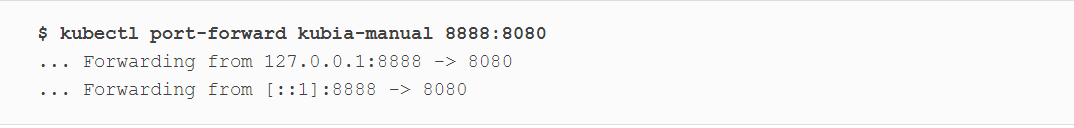 $ kubectl port-forward kubia-manual 8888:8080
... Forwarding from 127.0.0.1:8888 -> 8080
... Forwarding from [::1]:8888 -> 8080